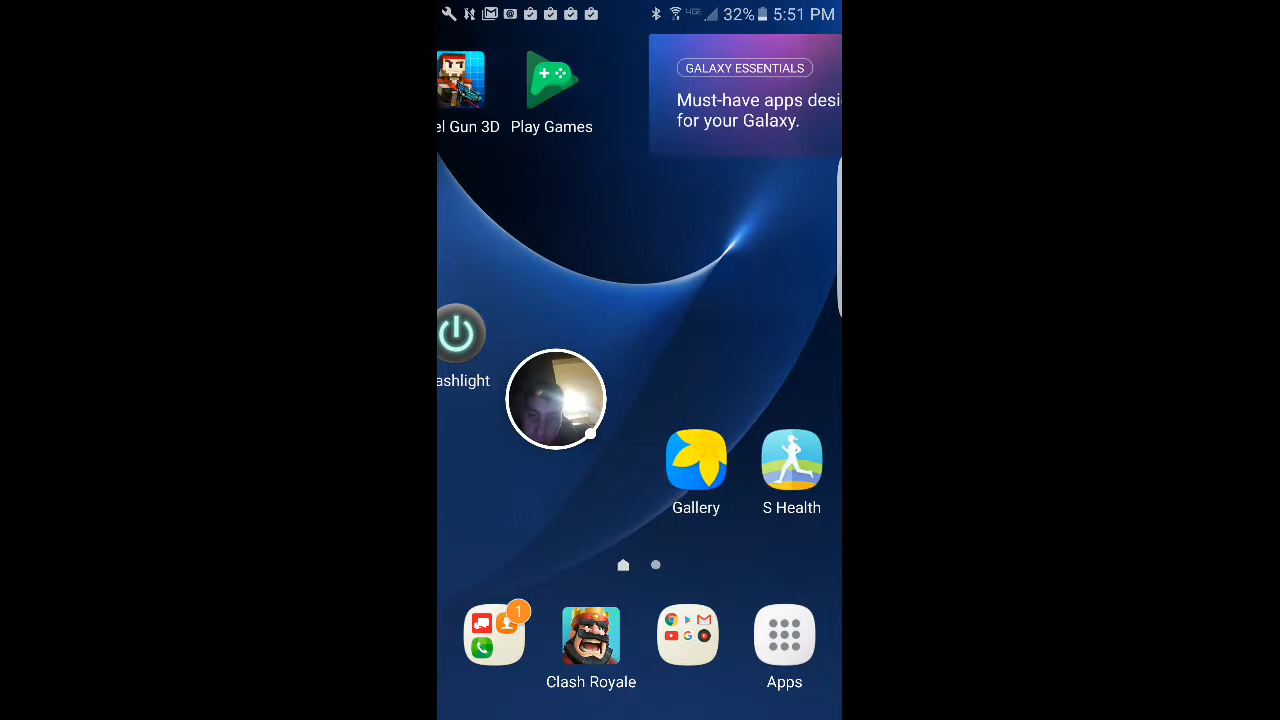 32% 5:51 PM
GALAXY ESSENTIALS
Must-have apps desi
for your Galaxy.
el Gun 3D
Play Games
ashlight
Gallery
S Health
1
Clash Royale
Apps